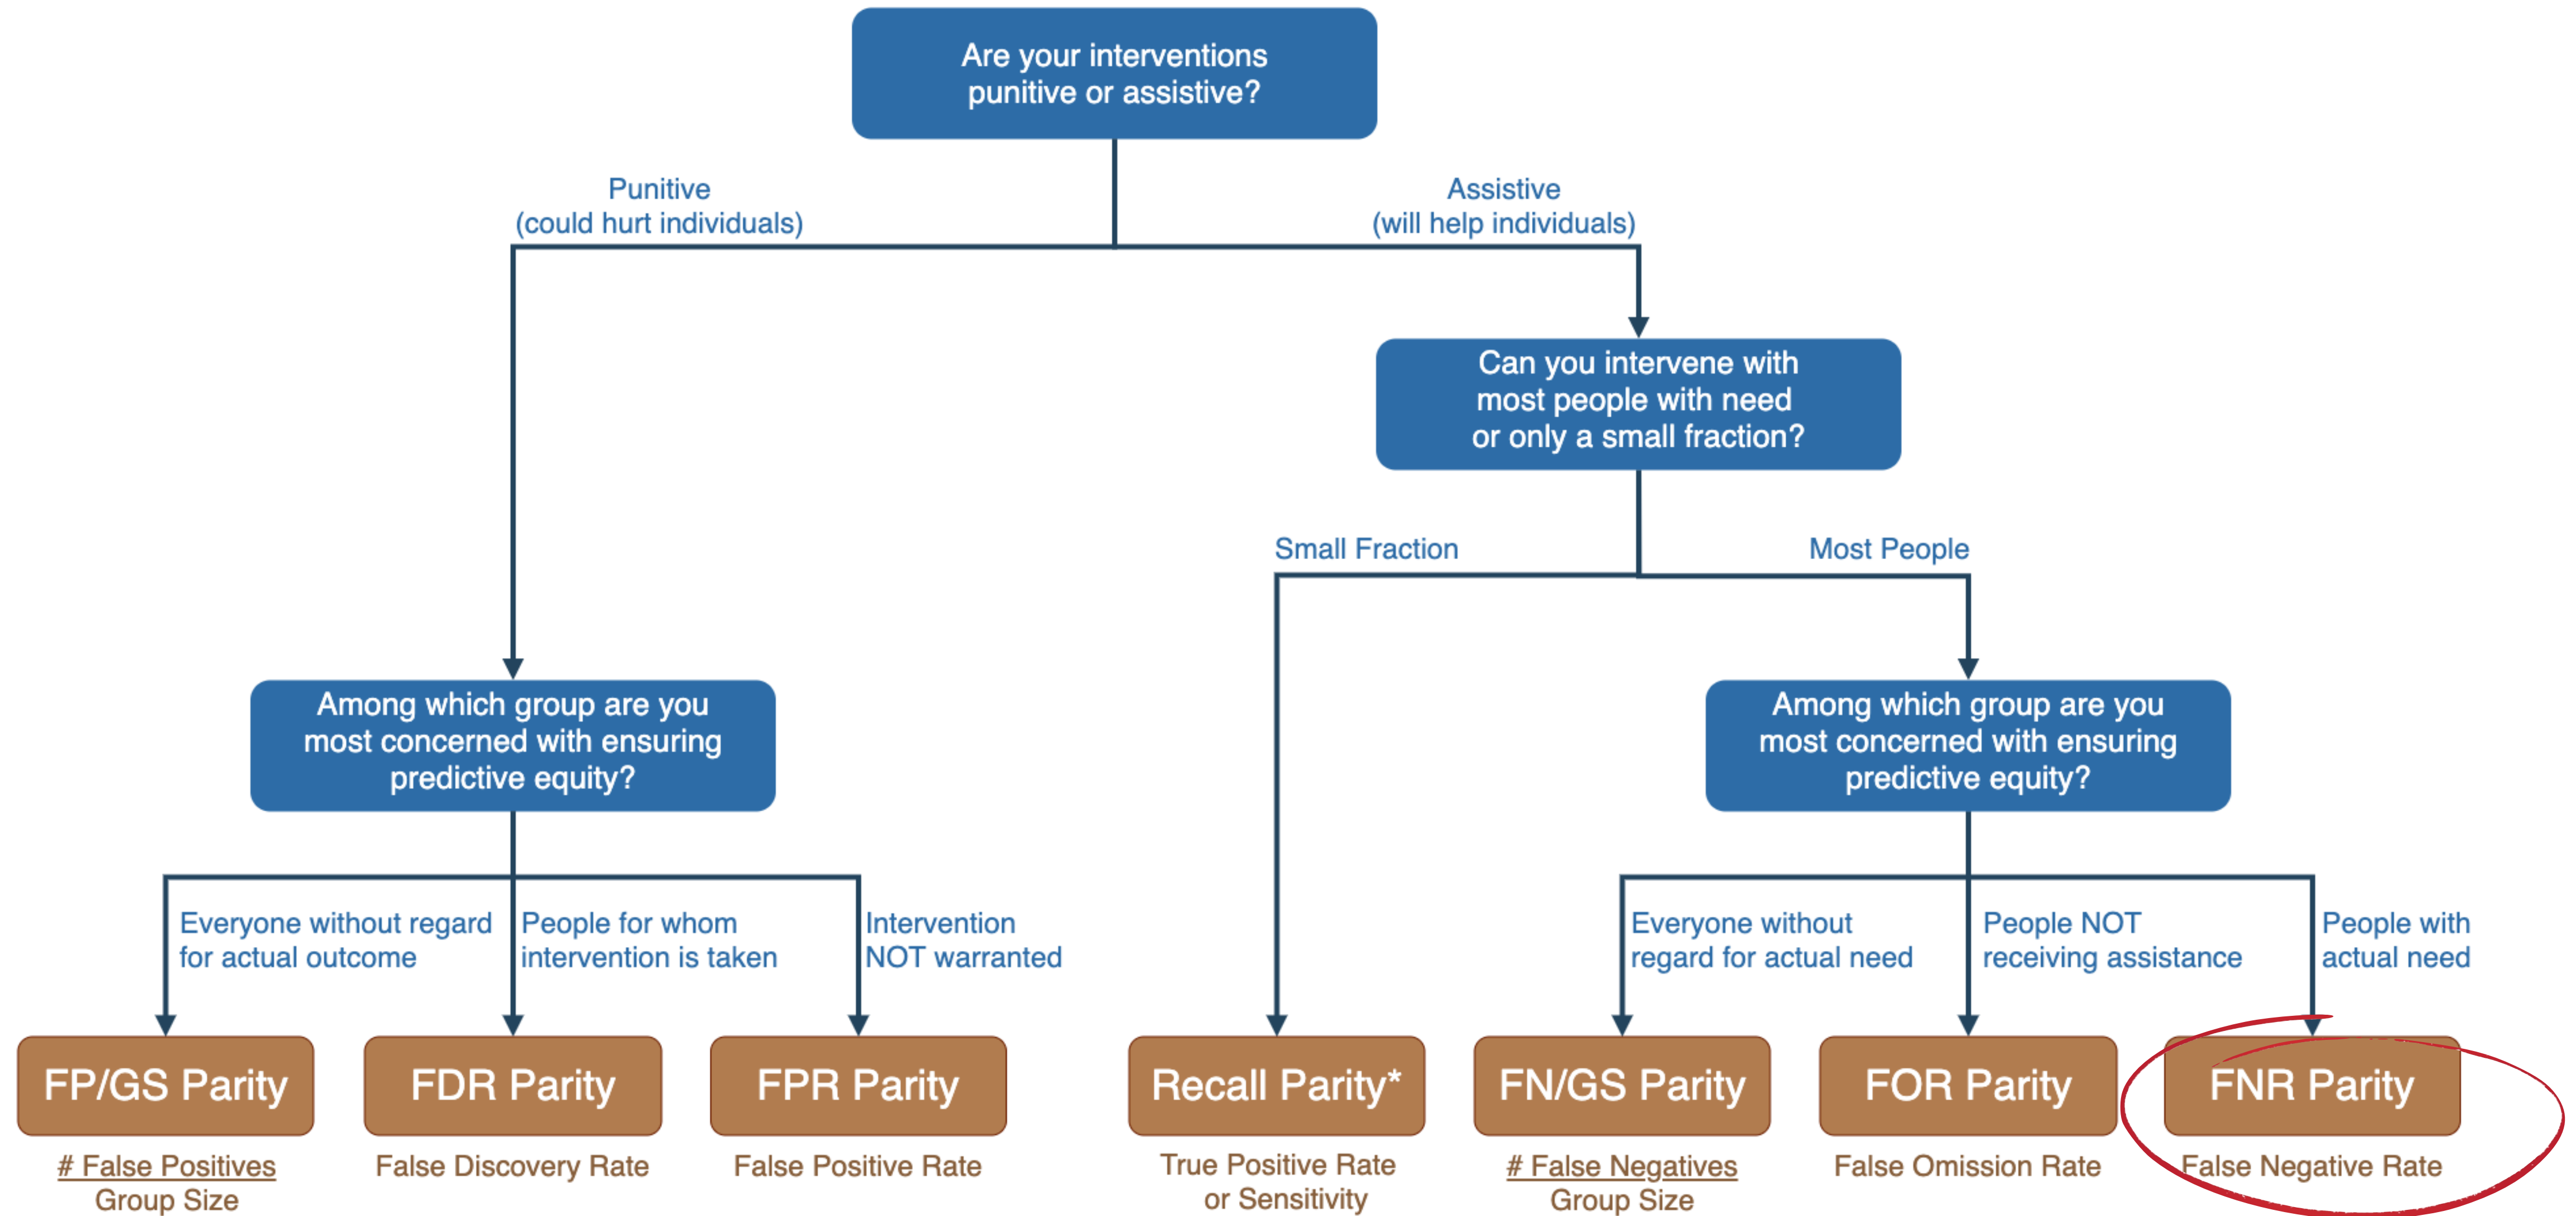 Are your interventions
punitive or assistive?
Punitive
(could hurt individuals)
Assistive
(will help individuals)
Can you intervene with
most people with need
or only a small fraction?
Small Fraction
Most People
Among which group are you
most concerned with ensuring
predictive equity?
Among which group are you
most concerned with ensuring
predictive equity?
Everyone without regard
for actual outcome
People for whom
intervention is taken
Intervention
NOT warranted
Everyone without
regard for actual need
People NOT
receiving assistance
People with
actual need
FP/GS Parity
FDR Parity
FPR Parity
Recall Parity*
FN/GS Parity
FOR Parity
FNR Parity
# False Positives
Group Size
False Discovery Rate
False Positive Rate
True Positive Rate
or Sensitivity
# False Negatives
Group Size
False Omission Rate
False Negative Rate